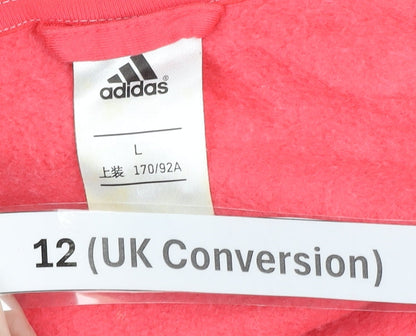 adidas
L
上装 170/92A
12 (UK Conversion)